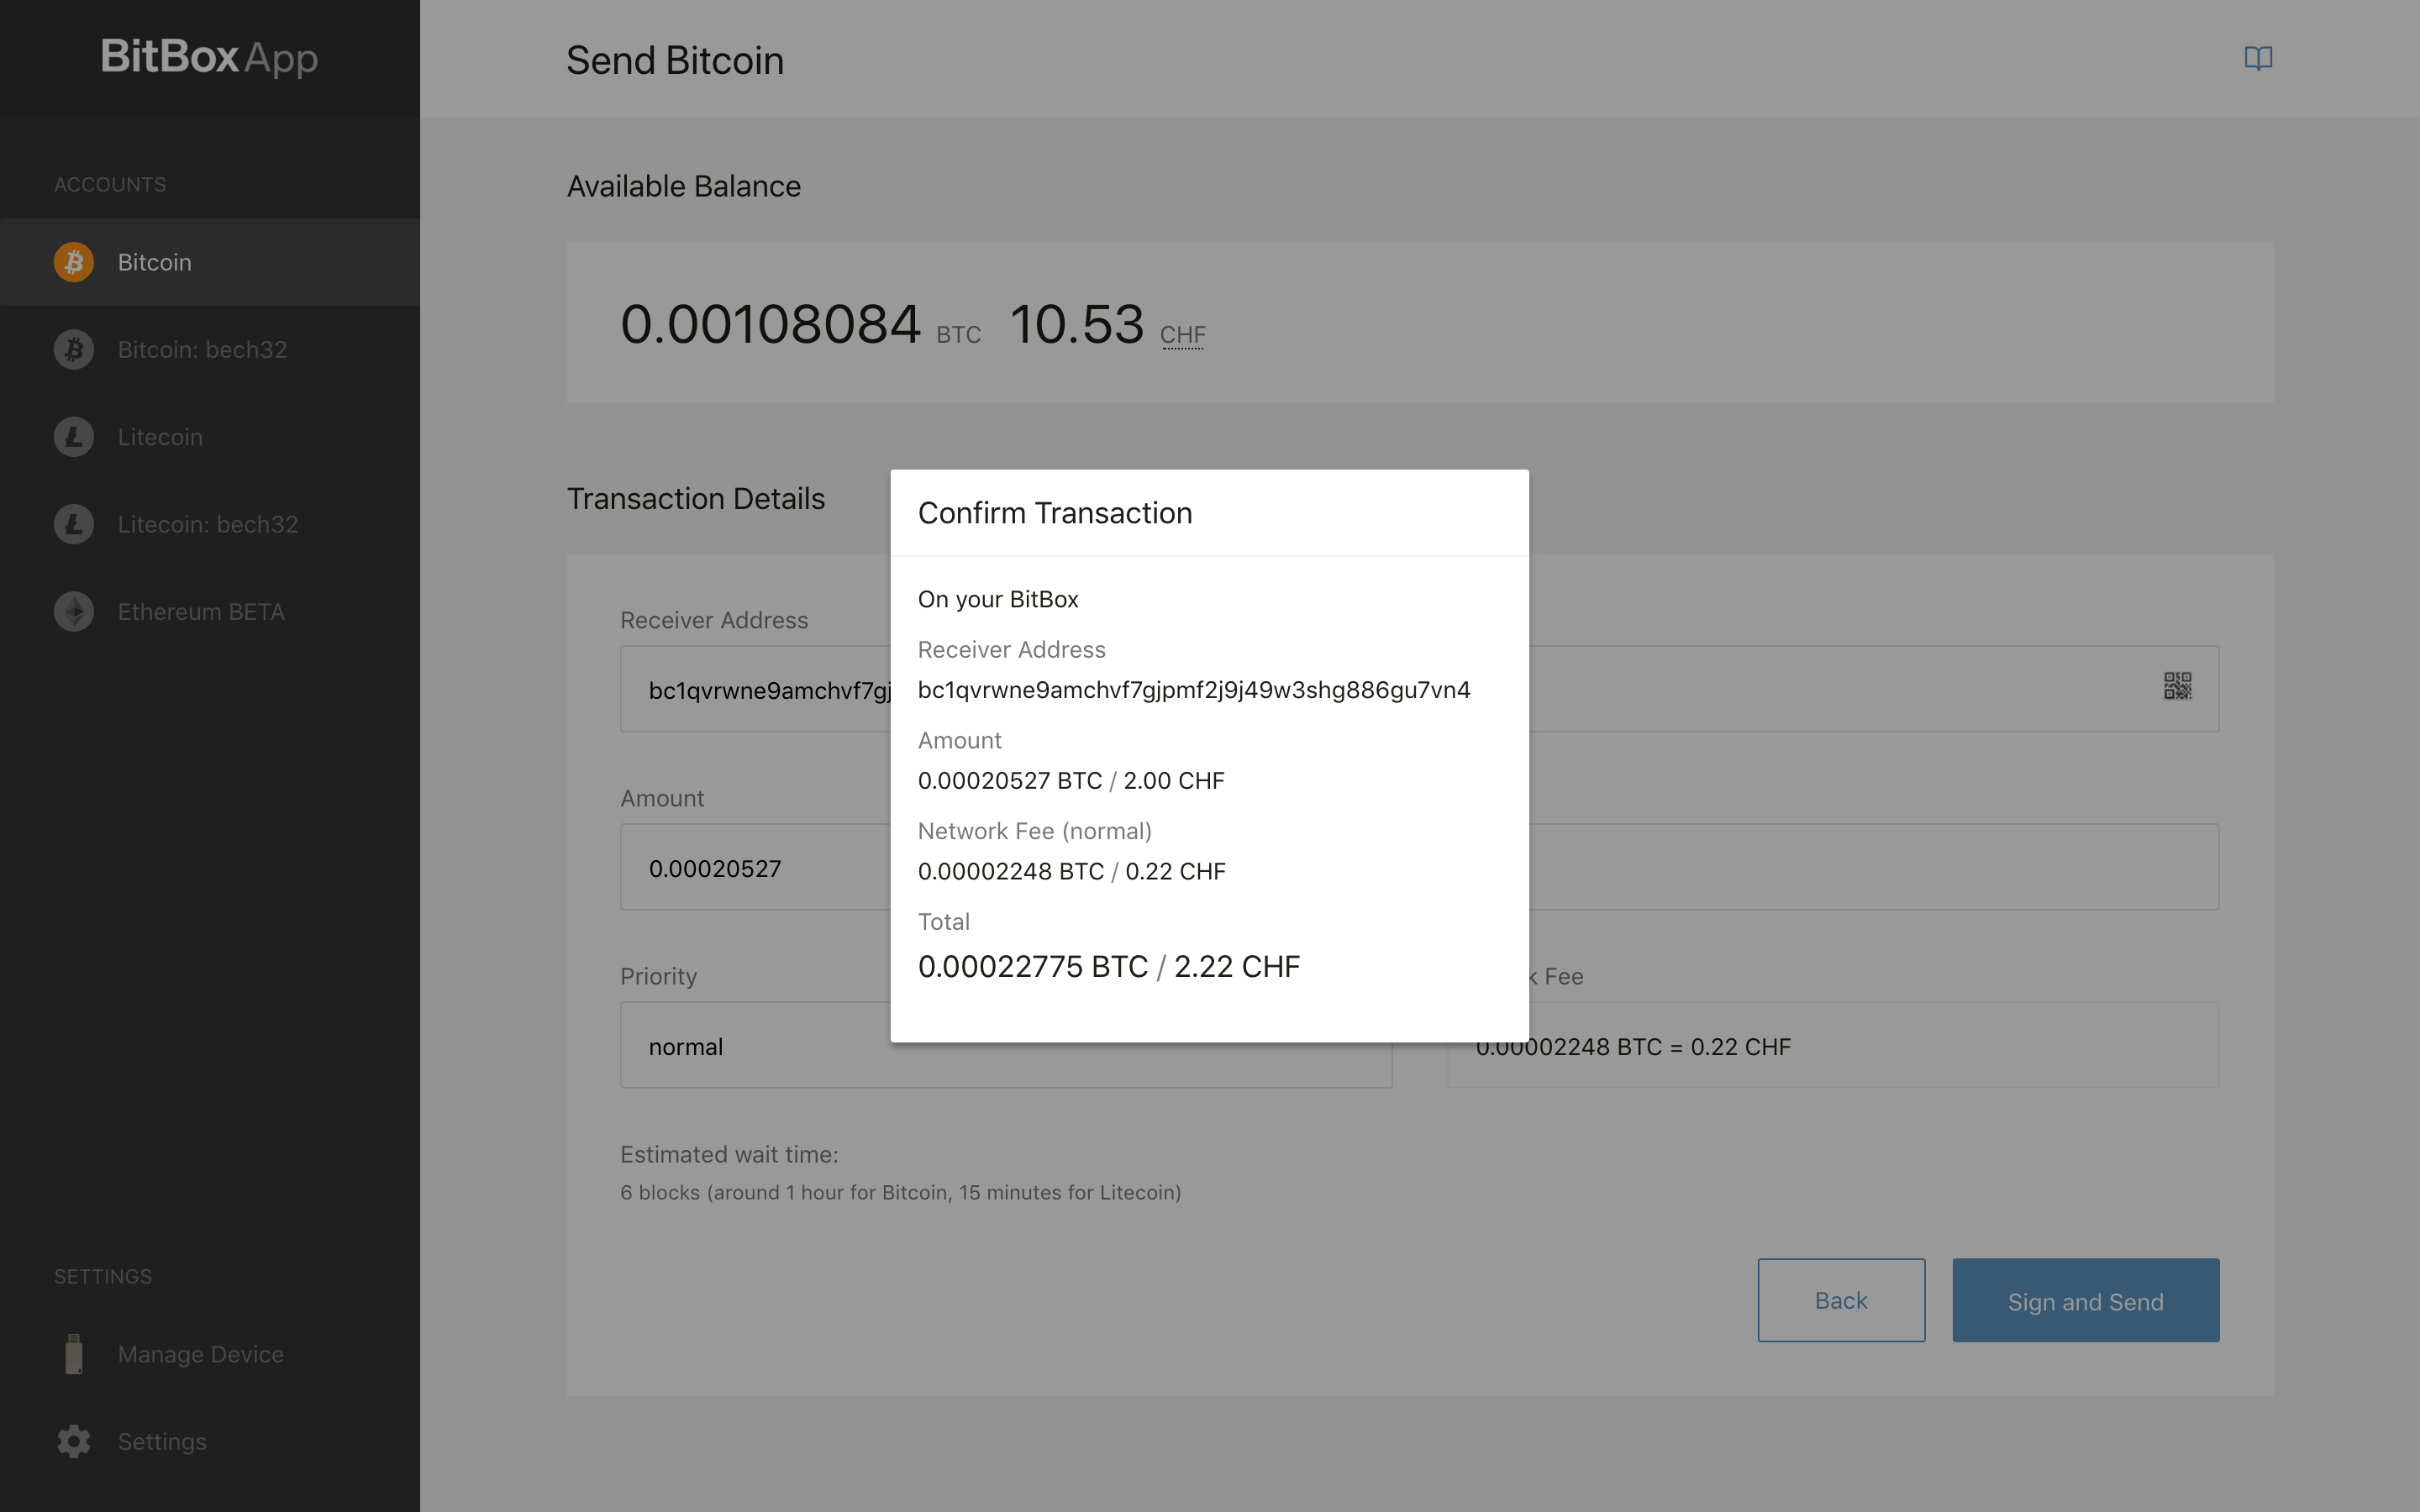 BitBoxApp
ACCOUNTS
Bitcoin
Bitcoin: bech32
Litecoin
Litecoin: bech32
Ethereum BETA
SETTINGS
Manage Device
Settings
Send Bitcoin
Available Balance
0.00108084 BTC 10.53 CHF
Transaction Details
Receiver Address
bc1qvrwne9amchvf7gj
Amount
0.00020527
Priority
normal
k Fee
0.00002248 BTC = 0.22 CHF
Estimated wait time:
6 blocks (around 1 hour for Bitcoin, 15 minutes for Litecoin)
Back
Sign and Send
Confirm Transaction
On your BitBox
Receiver Address
bc1qvrwne9amchvf7gjpmf2j9j49w3shg886gu7vn4
Amount
0.00020527 BTC / 2.00 CHF
Network Fee (normal)
0.00002248 BTC / 0.22 CHF
Total
0.00022775 BTC / 2.22 CHF